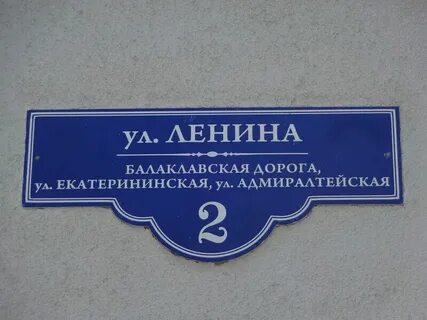 ул. ЛЕНИНА
БАЛАКЛАВСКАЯ ДОРОГА,
ул. ЕКАТЕРИНИНСКАЯ, ул. АДМИРАЛТЕЙСКАЯ
2